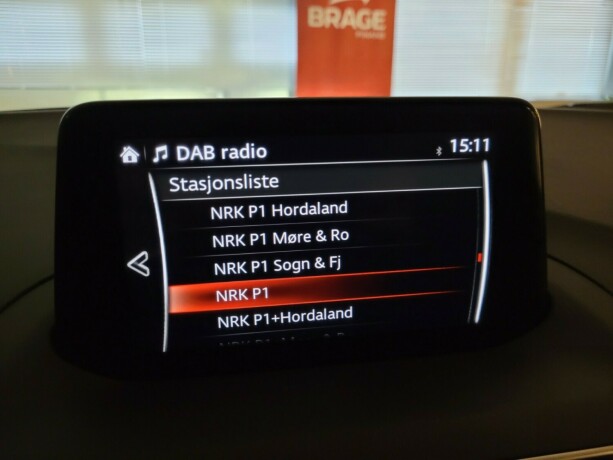 BRAGE
DAB radio
15:11
Stasjonsliste
NRK P1 Hordaland
NRK P1 Møre & Ro
NRK P1 Sogn & Fj
NRK P1
NRK P1+Hordaland